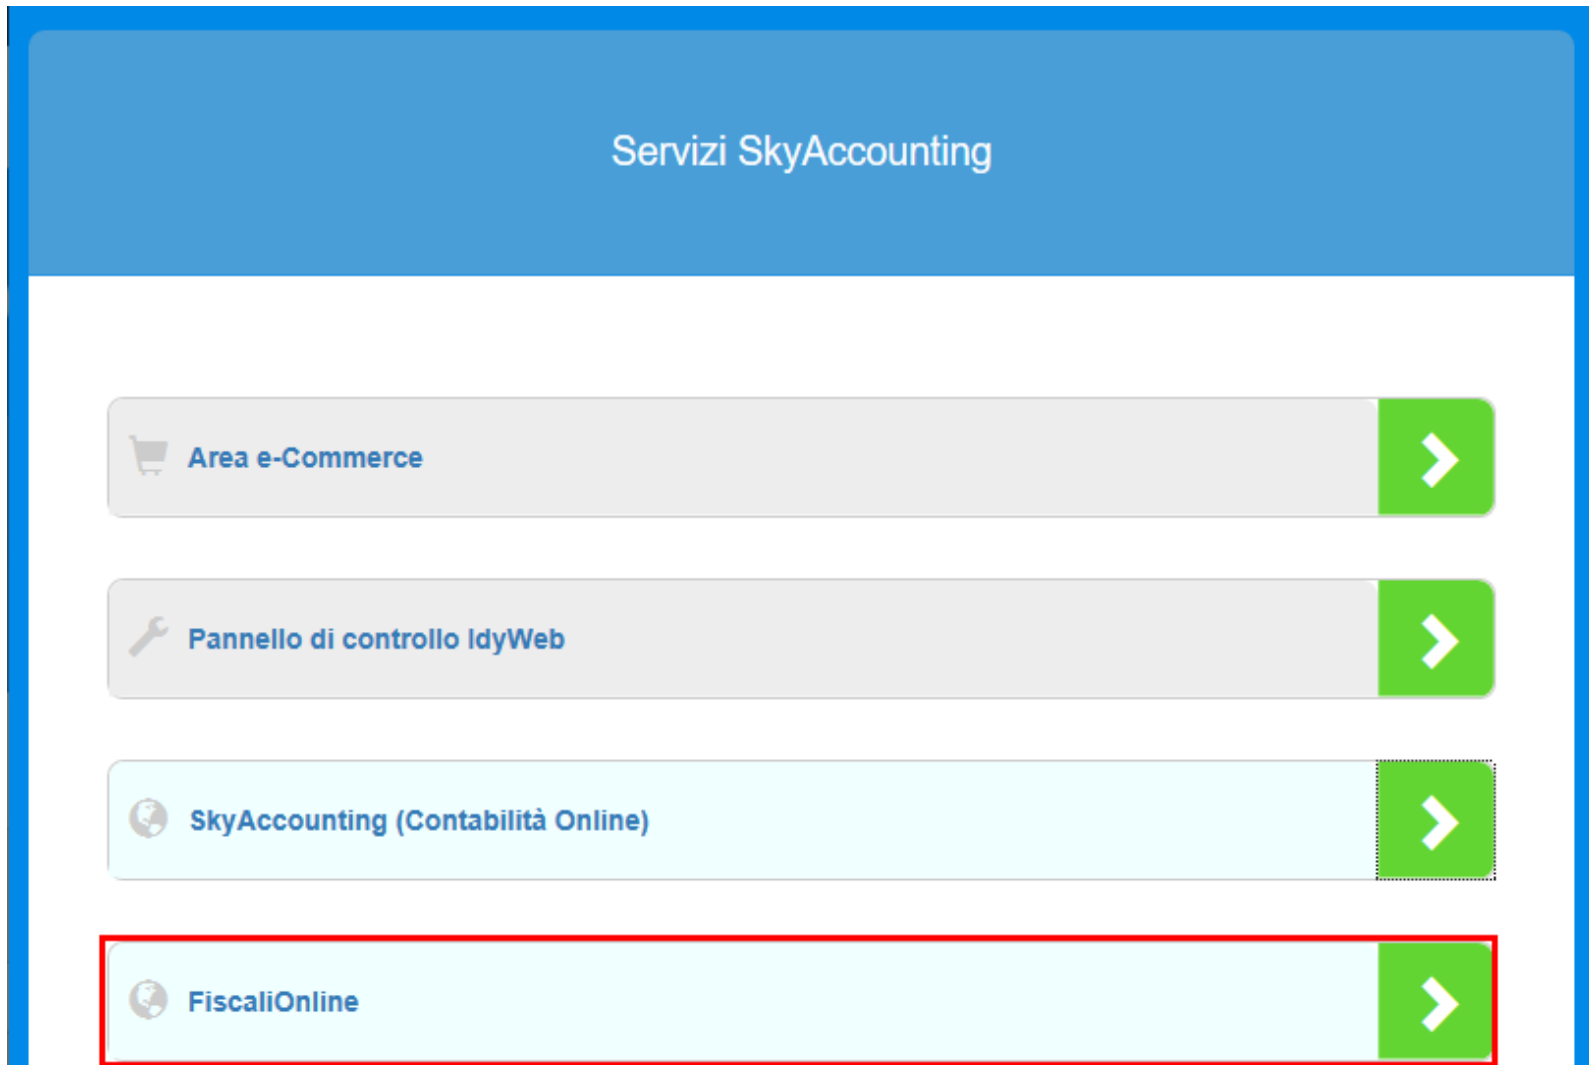 Servizi SkyAccounting
Area e-Commerce
Pannello di controllo IdyWeb
SkyAccounting (Contabilità Online)
FiscaliOnline